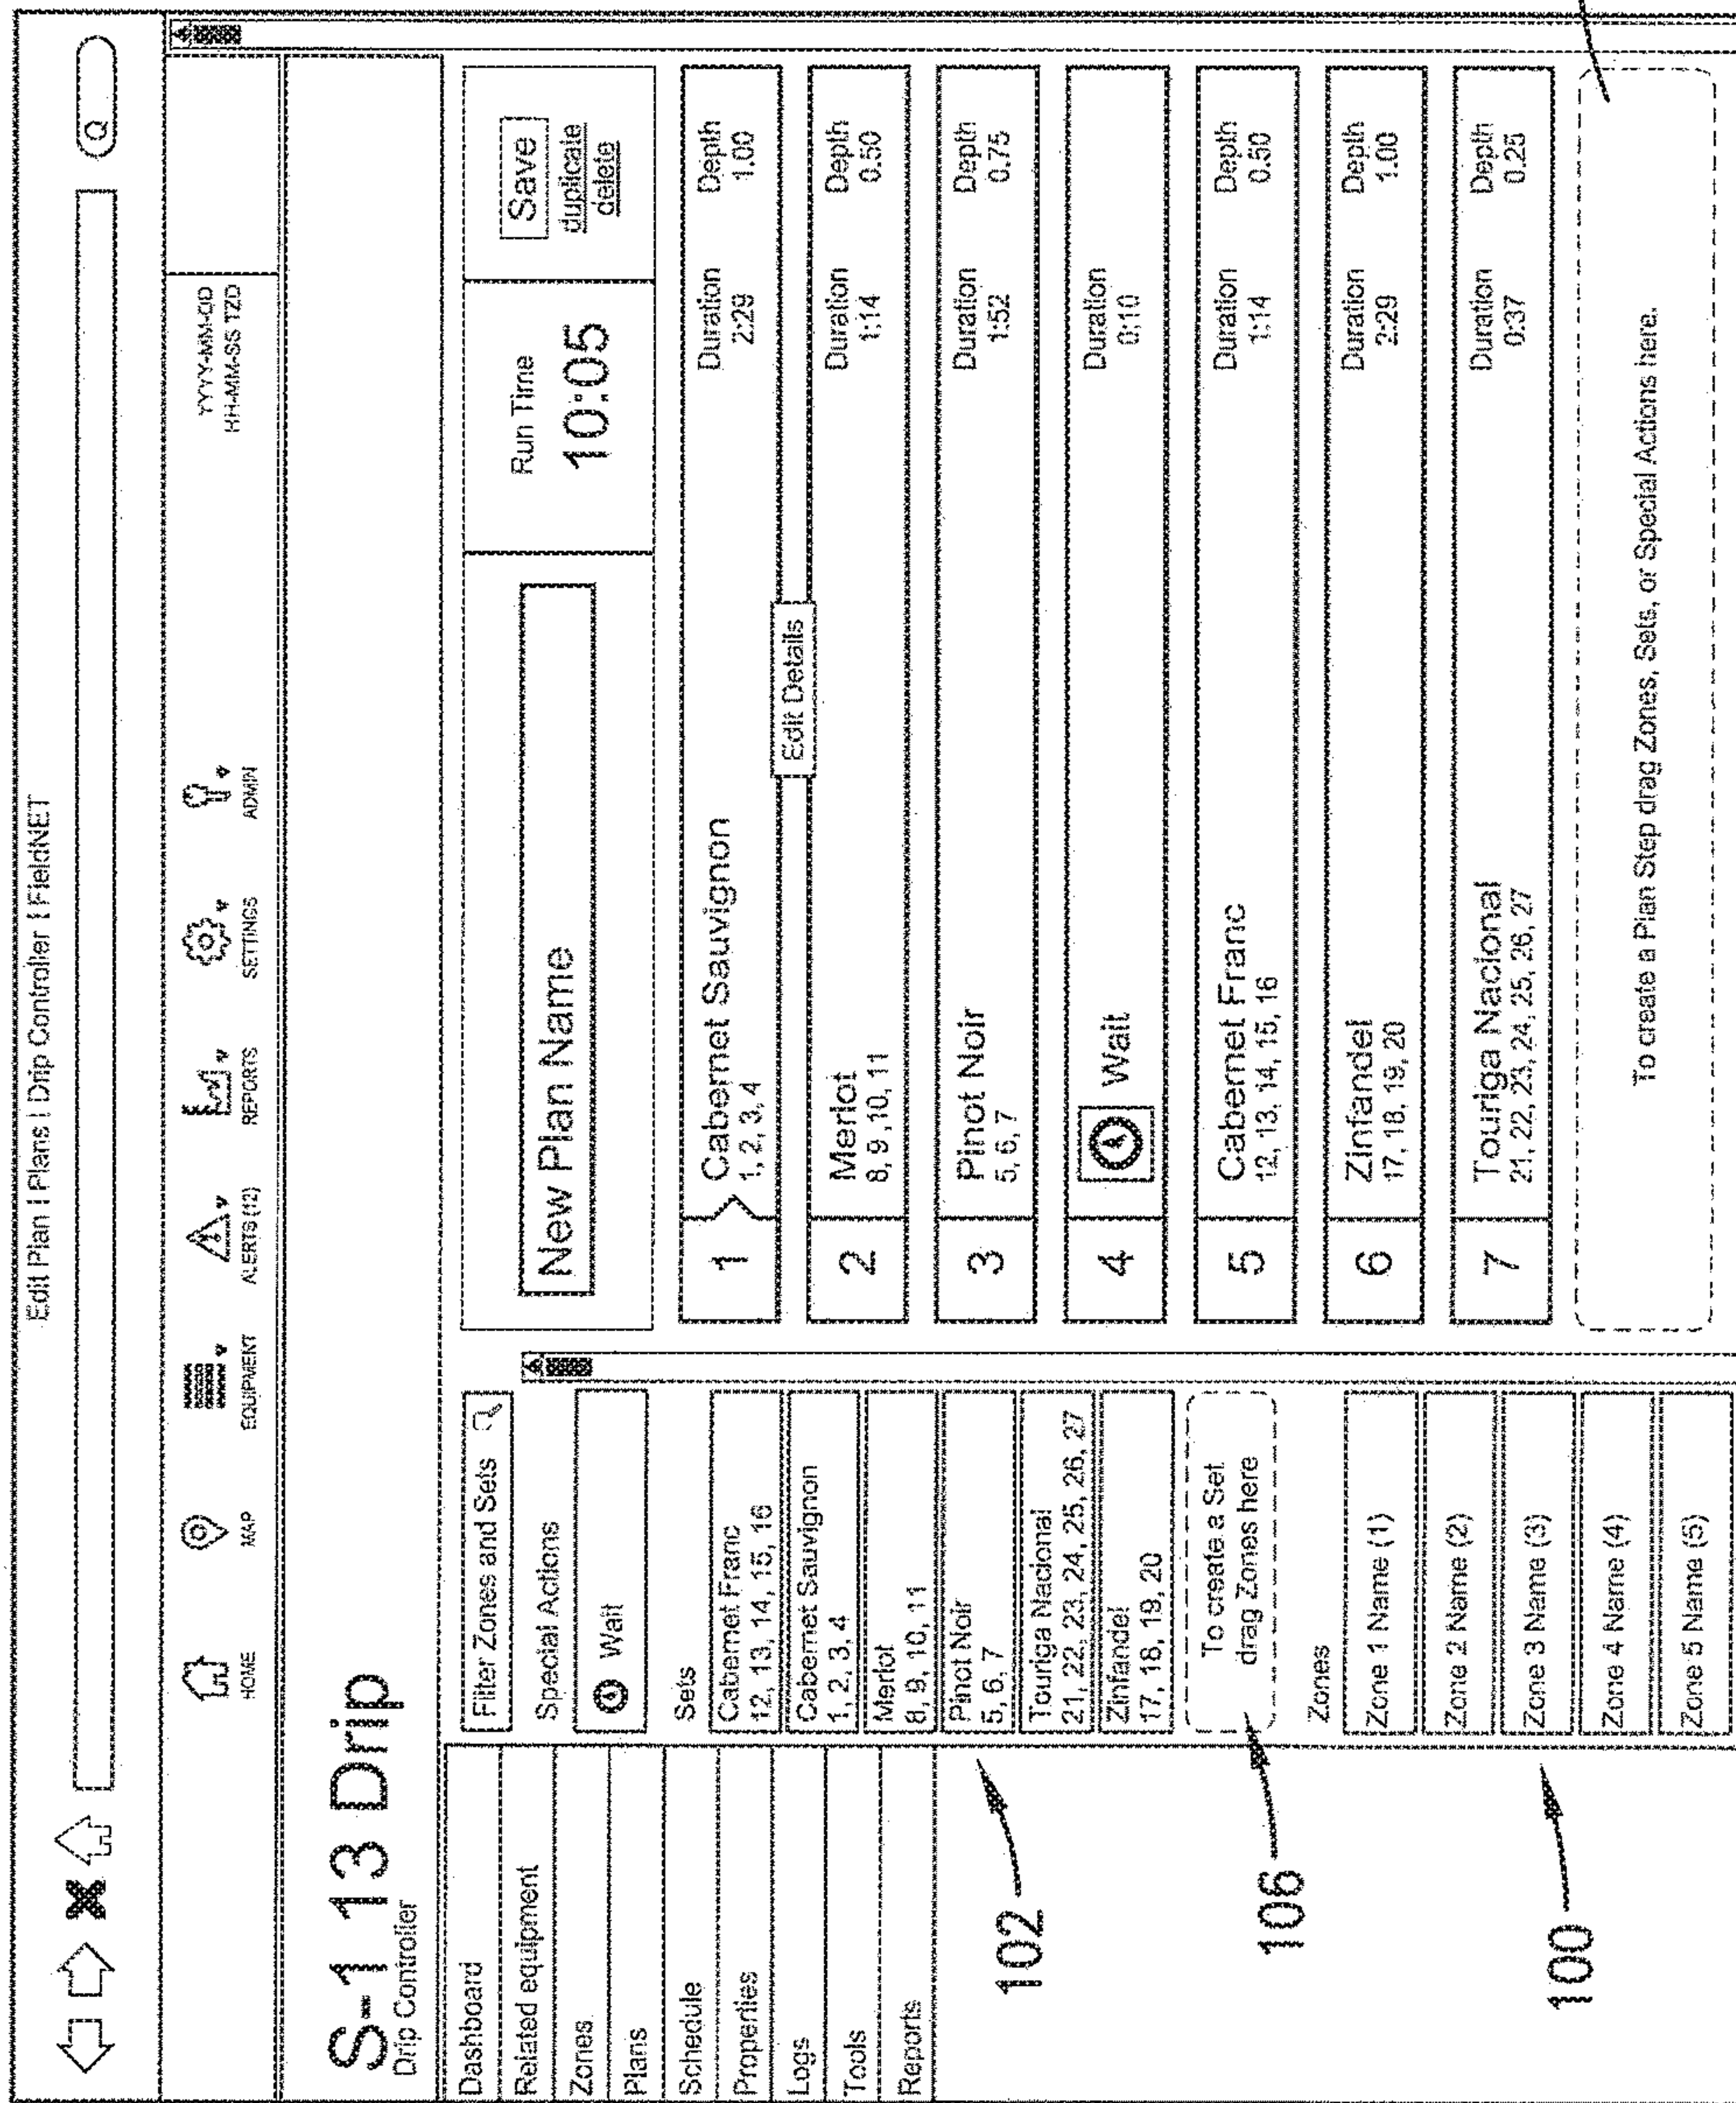 Edit Plan | Plans | Drip Controller | FieldNET
Q
HOME
MAP
EQUIPMENT
ALERTS (12)
REPORTS
SETTINGS
ADMIN
YYYY-MM-DD
HH-MM-SS TZD
S-1 13 Drip
Drip Controller
Dashboard
Related equipment
Zones
Plans
Schedule
Properties
Logs
Tools
Reports
102
106
100
Filter Zones and Sets
Special Actions
Wait
Sets
Cabernet Franc
12, 13, 14, 15, 16
Cabernet Sauvignon
1, 2, 3, 4
Merlot
8, 9, 10, 11
Pinot Noir
5, 6, 7
Touriga Nacional
21, 22, 23, 24, 25, 26, 27
Zinfandel
17, 18, 19, 20
To create a Set
drag Zones here
Zones
Zone 1 Name (1)
Zone 2 Name (2)
Zone 3 Name (3)
Zone 4 Name (4)
Zone 5 Name (5)
New Plan Name
Run Time
10:05
Save
duplicate
delete
1 Cabernet Sauvignon Duration Depth
1, 2, 3, 4 2:29 1.00
Edit Details
2 Merlot Duration Depth
8, 9, 10, 11 1:14 0.50
3 Pinot Noir Duration Depth
5, 6, 7 1:52 0.75
4 Wait Duration
0:10
5 Cabernet Franc Duration Depth
12, 13, 14, 15, 16 1:14 0.50
6 Zinfandel Duration Depth
17, 18, 19, 20 2:29 1.00
7 Touriga Nacional Duration Depth
21, 22, 23, 24, 25, 26, 27 0:37 0.25
To create a Plan Step drag Zones, Sets, or Special Actions here.